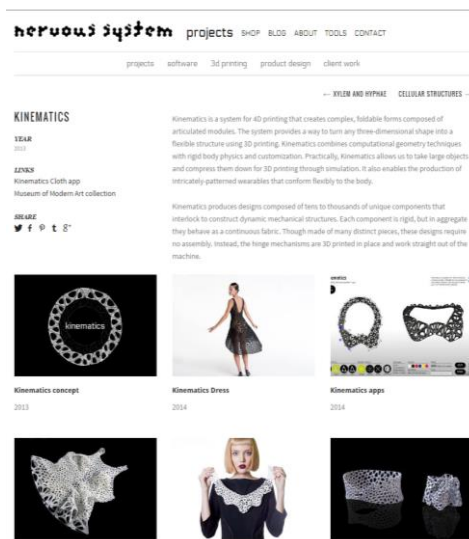 nervous system projects SHOP BLOG ABOUT TOOLS CONTACT
projects software 3d printing product design client work
← XYLEM AND HYPHAE CELLULAR STRUCTURES →
KINEMATICS
YEAR
2013
LINKS
Kinematics Cloth app
Museum of Modern Art collection
SHARE
Kinematics is a system for 4D printing that creates complex, foldable forms composed of
articulated modules. The system provides a way to turn any three-dimensional shape into a
flexible structure using 3D printing. Kinematics combines computational geometry techniques
with rigid body physics and customization. Practically, Kinematics allows us to take large objects
and compress them down for 3D printing through simulation. It also enables the production of
intricately-patterned wearables that conform flexibly to the body.
Kinematics produces designs composed of tens to thousands of unique components that
interlock to construct dynamic mechanical structures. Each component is rigid, but in aggregate
they behave as a continuous fabric. Though made of many distinct pieces, these designs require
no assembly. Instead, the hinge mechanisms are 3D printed in place and work straight out of the
machine.
kinematics
Kinematics concept
2013
Kinematics Dress
2014
Kinematics apps
2014